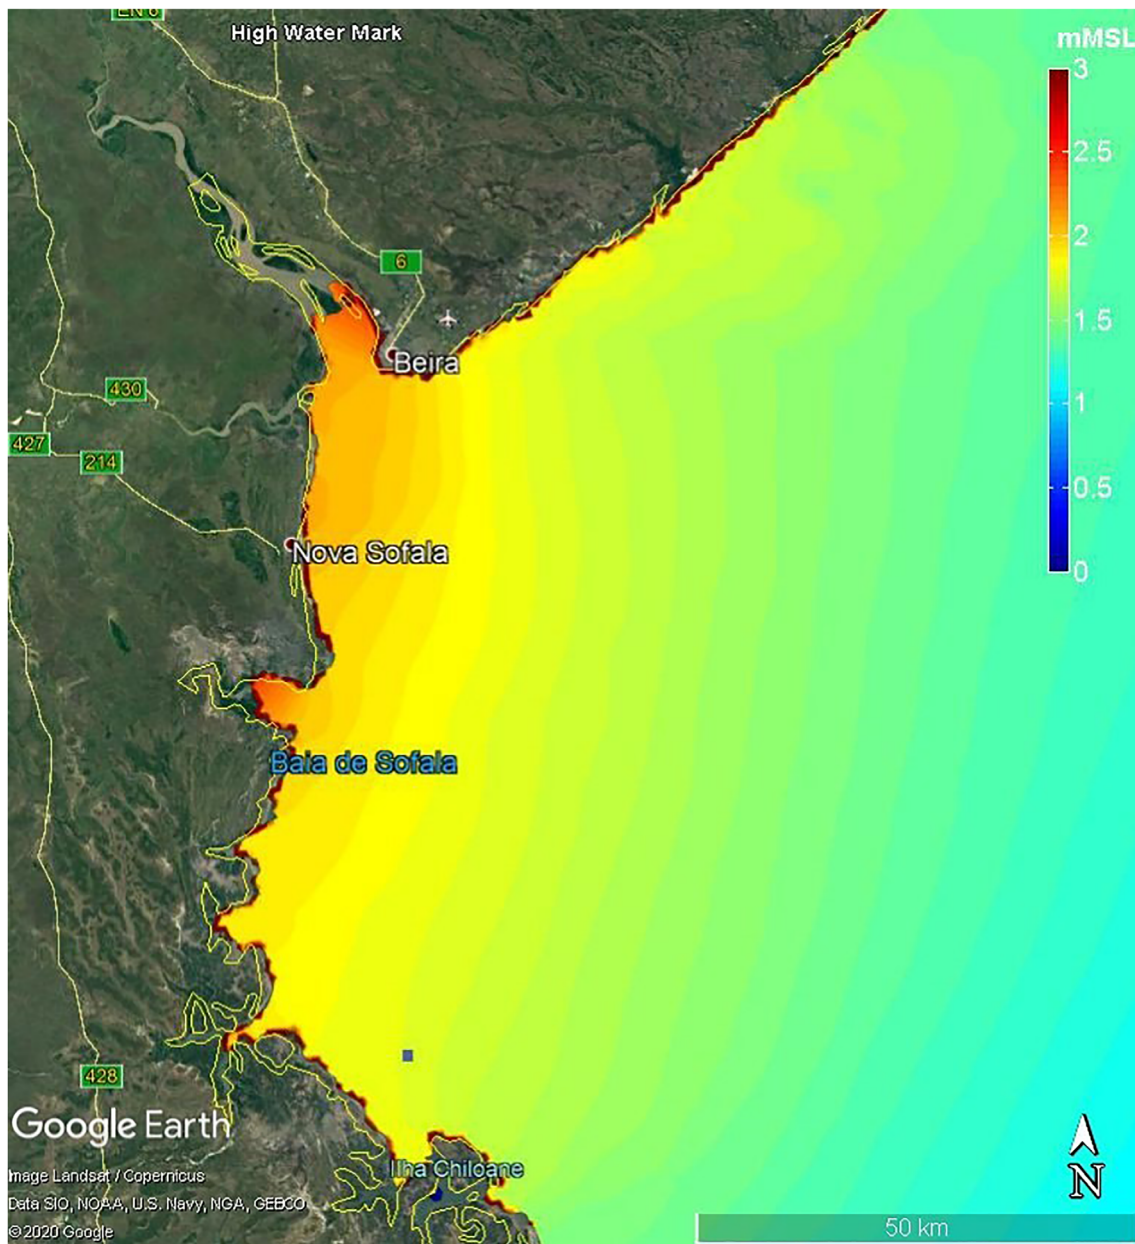 EN 6
High Water Mark
mMSL
3
2.5
2
1.5
1
0.5
0
6
Beira
430
427
214
Nova Sofala
Baia de Sofala
428
Google Earth
Ilha Chiloane
Image Landsat / Copernicus
Data SIO, NOAA, U.S. Navy, NGA, GEBCO
© 2020 Google
N
50 km